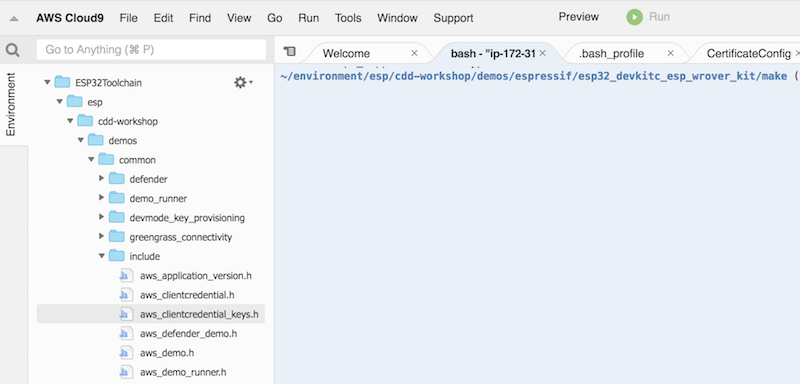 AWS Cloud9 File Edit Find View Go Run Tools Window Support Preview Run
Go to Anything (⌘ P)
Welcome bash - "ip-172-31 .bash_profile CertificateConfig
Environment
ESP32Toolchain
esp
cdd-workshop
demos
common
defender
demo_runner
devmode_key_provisioning
greengrass_connectivity
include
aws_application_version.h
aws_clientcredential.h
aws_clientcredential_keys.h
aws_defender_demo.h
aws_demo.h
aws_demo_runner.h
~/environment/esp/cdd-workshop/demos/espressif/esp32_devkitc_esp_wrover_kit/make (